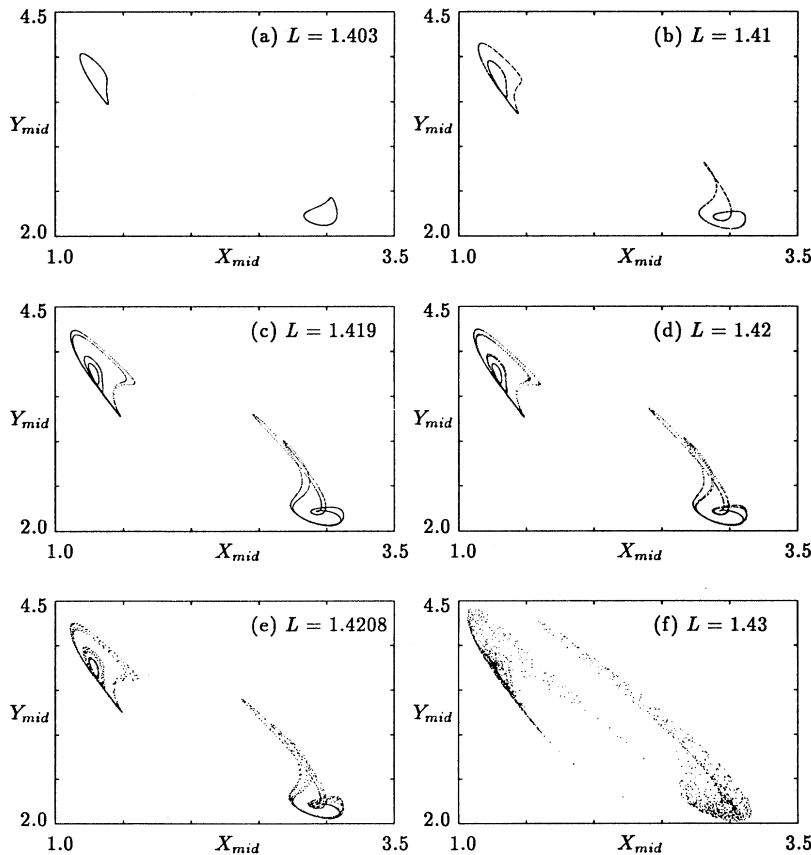 4.5
(a) L = 1.403
Y_mid
2.0
1.0
X_mid
3.5
4.5
(b) L = 1.41
Y_mid
2.0
1.0
X_mid
3.5
4.5
(c) L = 1.419
Y_mid
2.0
1.0
X_mid
3.5
4.5
(d) L = 1.42
Y_mid
2.0
1.0
X_mid
3.5
4.5
(e) L = 1.4208
Y_mid
2.0
1.0
X_mid
3.5
4.5
(f) L = 1.43
Y_mid
2.0
1.0
X_mid
3.5